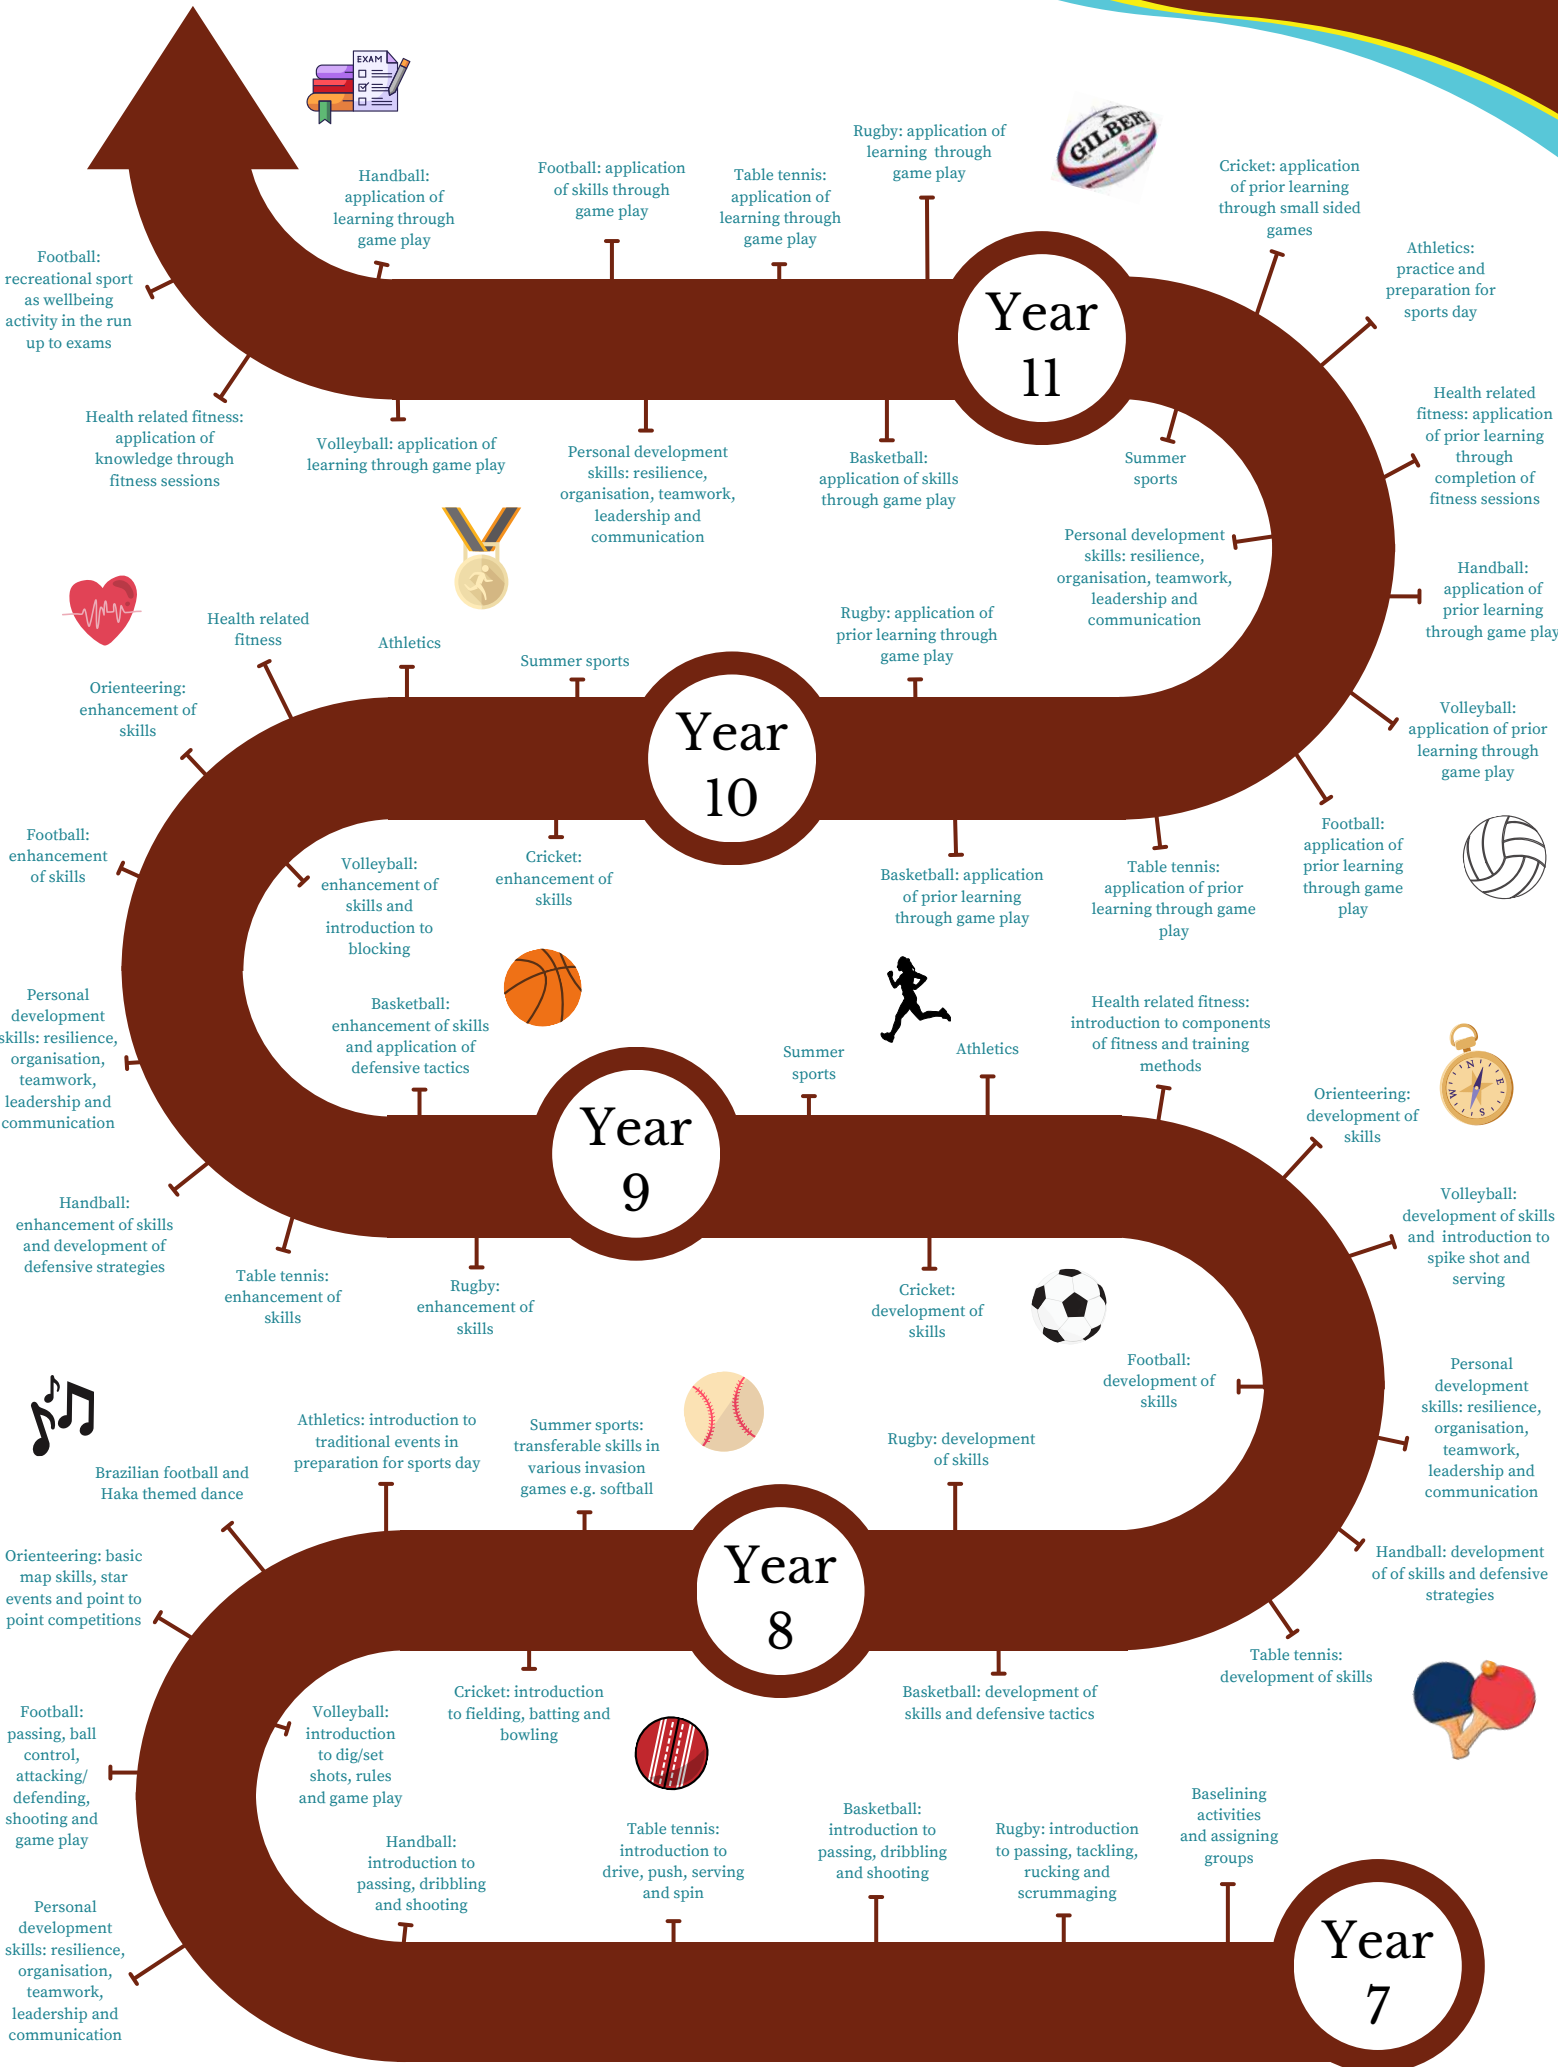 EXAM
GILBERT
Rugby: application of
learning through
game play
Football: application
of skills through
game play
Handball:
application of
learning through
game play
Table tennis:
application of
learning through
game play
Cricket: application
of prior learning
through small sided
games
Football:
recreational sport
as wellbeing
activity in the run
up to exams
Athletics:
practice and
preparation for
sports day
Year
11
Health related fitness:
application of
knowledge through
fitness sessions
Volleyball: application of
learning through game play
Personal development
skills: resilience,
organisation, teamwork,
leadership and
communication
Basketball:
application of skills
through game play
Summer
sports
Health related
fitness: application
of prior learning
through
completion of
fitness sessions
Personal development
skills: resilience,
organisation, teamwork,
leadership and
communication
Handball:
application of
prior learning
through game play
Rugby: application of
prior learning through
game play
Health related
fitness
Athletics
Summer sports
Orienteering:
enhancement of
skills
Year
10
Volleyball:
application of prior
learning through
game play
Football:
application of
prior learning
through game
play
Football:
enhancement
of skills
Volleyball:
enhancement of
skills and
introduction to
blocking
Cricket:
enhancement of
skills
Basketball: application
of prior learning
through game play
Table tennis:
application of prior
learning through game
play
Personal
development
skills: resilience,
organisation,
teamwork,
leadership and
communication
Basketball:
enhancement of skills
and application of
defensive tactics
Summer
sports
Athletics
Health related fitness:
introduction to components
of fitness and training
methods
N
E
S
W
Orienteering:
development of
skills
Year
9
Handball:
enhancement of skills
and development of
defensive strategies
Table tennis:
enhancement of
skills
Rugby:
enhancement of
skills
Cricket:
development of
skills
Volleyball:
development of skills
and introduction to
spike shot and
serving
Football:
development of
skills
Personal
development
skills: resilience,
organisation,
teamwork,
leadership and
communication
Brazilian football and
Haka themed dance
Athletics: introduction to
traditional events in
preparation for sports day
Summer sports:
transferable skills in
various invasion
games e.g. softball
Rugby: development
of skills
Year
8
Orienteering: basic
map skills, star
events and point to
point competitions
Handball: development
of of skills and defensive
strategies
Table tennis:
development of skills
Football:
passing, ball
control,
attacking/
defending,
shooting and
game play
Volleyball:
introduction
to dig/set
shots, rules
and game play
Cricket: introduction
to fielding, batting and
bowling
Basketball: development of
skills and defensive tactics
Handball:
introduction to
passing, dribbling
and shooting
Table tennis:
introduction to
drive, push, serving
and spin
Basketball:
introduction to
passing, dribbling
and shooting
Rugby: introduction
to passing, tackling,
rucking and
scrummaging
Baselining
activities
and assigning
groups
Personal
development
skills: resilience,
organisation,
teamwork,
leadership and
communication
Year
7